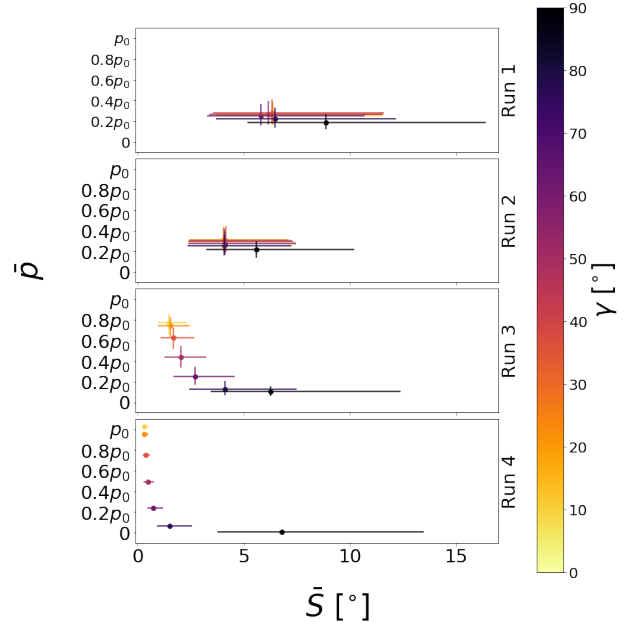 p₀
0.8p₀
0.6p₀
0.4p₀
0.2p₀
0
Run 1
p₀
0.8p₀
0.6p₀
0.4p₀
0.2p₀
0
Run 2
p₀
0.8p₀
0.6p₀
0.4p₀
0.2p₀
0
Run 3
p₀
0.8p₀
0.6p₀
0.4p₀
0.2p₀
0
Run 4
p̄
0 5 10 15
S̄ [°]
90
80
70
60
50
40
30
20
10
0
γ [°]